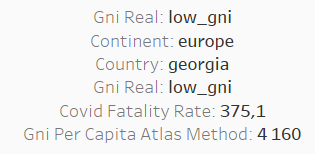 Gni Real: low_gni
Continent: europe
Country: georgia
Gni Real: low_gni
Covid Fatality Rate: 375,1
Gni Per Capita Atlas Method: 4 160